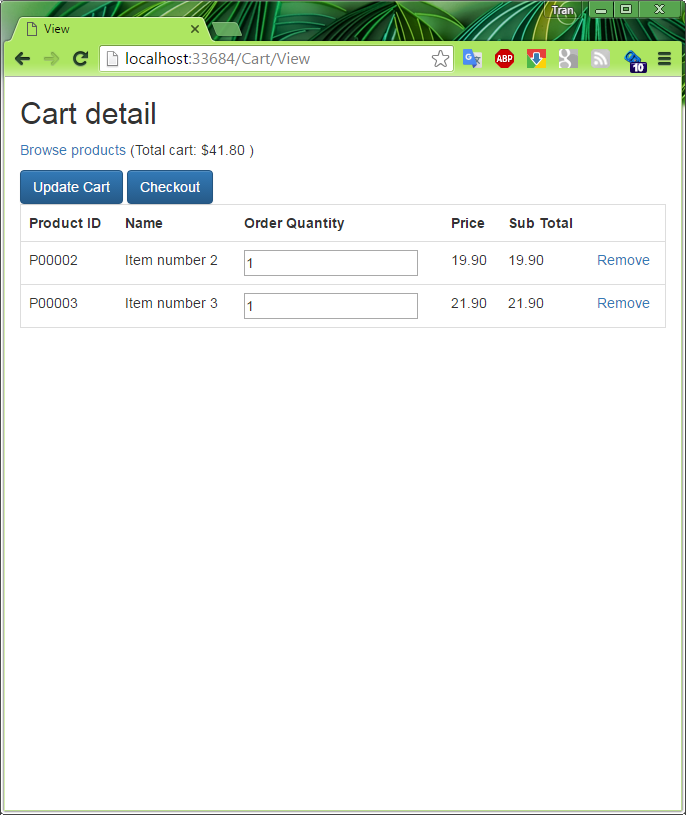 Tran
View
localhost:33684/Cart/View
ABP
g
10
Cart detail
Browse products (Total cart: $41.80 )
Update Cart Checkout
Product ID Name Order Quantity Price Sub Total
P00002 Item number 2 1 19.90 19.90 Remove
P00003 Item number 3 1 21.90 21.90 Remove